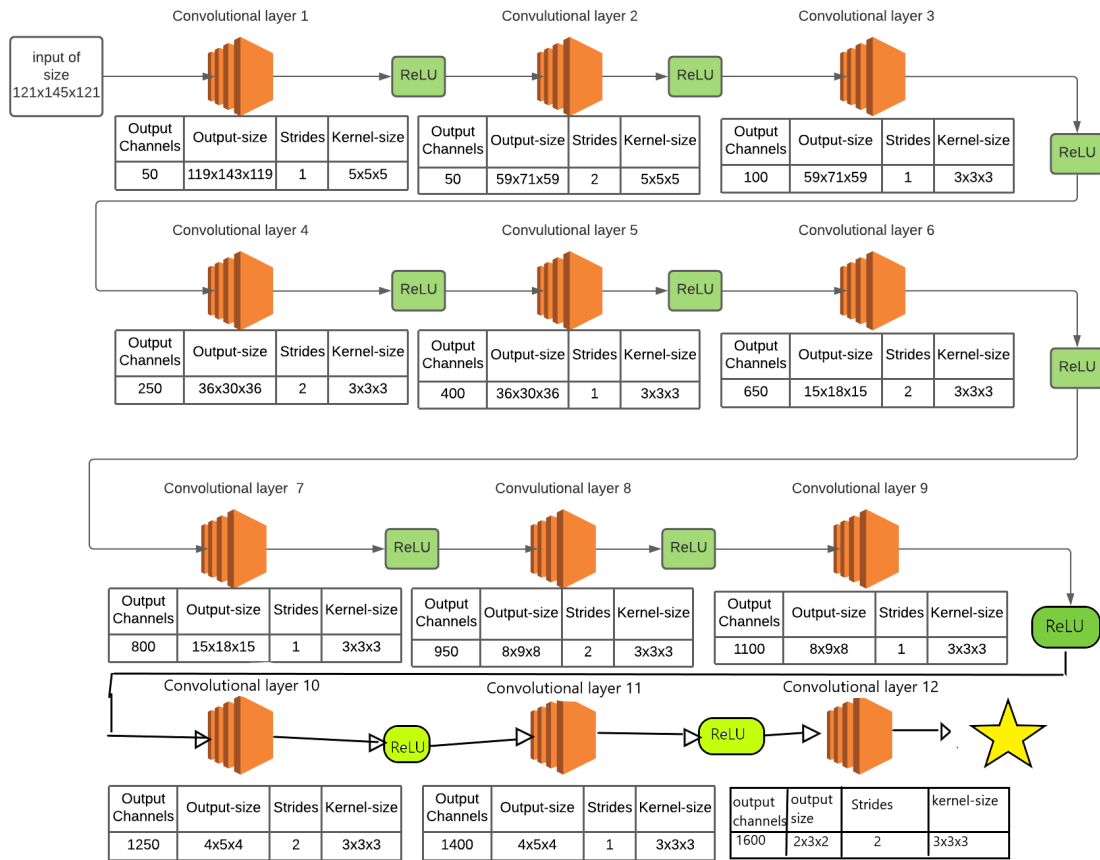 Convolutional layer 1
Convulutional layer 2
Convulutional layer 3
input of
size
121x145x121
ReLU
ReLU
ReLU
Output
Channels
Output-size
Strides
Kernel-size
50
119x143x119
1
5x5x5
Output
Channels
Output-size
Strides
Kernel-size
50
59x71x59
2
5x5x5
Output
Channels
Output-size
Strides
Kernel-size
100
59x71x59
1
3x3x3
Convolutional layer 4
Convulutional layer 5
Convulutional layer 6
ReLU
ReLU
ReLU
Output
Channels
Output-size
Strides
Kernel-size
250
36x30x36
2
3x3x3
Output
Channels
Output-size
Strides
Kernel-size
400
36x30x36
1
3x3x3
Output
Channels
Output-size
Strides
Kernel-size
650
15x18x15
2
3x3x3
Convolutional layer 7
Convulutional layer 8
Convulutional layer 9
ReLU
ReLU
ReLU
Output
Channels
Output-size
Strides
Kernel-size
800
15x18x15
1
3x3x3
Output
Channels
Output-size
Strides
Kernel-size
950
8x9x8
2
3x3x3
Output
Channels
Output-size
Strides
Kernel-size
1100
8x9x8
1
3x3x3
Convolutional layer 10
Convulutional layer 11
Convulutional layer 12
ReLU
ReLU
Output
Channels
Output-size
Strides
Kernel-size
1250
4x5x4
2
3x3x3
Output
Channels
Output-size
Strides
Kernel-size
1400
4x5x4
1
3x3x3
output
channels
output
size
Strides
kernel-size
1600
2x3x2
2
3x3x3